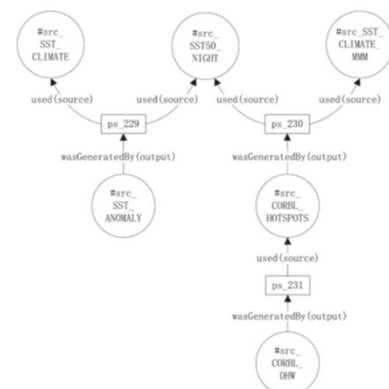 #src_
SST_
CLIMATE
#src_
SST50_
NIGHT
#src_SST_
CLIMATE_
MMM
used(source)
used(source)
used(source)
used(source)
ps_229
ps_230
wasGeneratedBy(output)
wasGeneratedBy(output)
#src_
SST_
ANOMALY
#src_
CORBL_
HOTSPOTS
used(source)
ps_231
wasGeneratedBy(output)
#src_
CORBL_
DHW